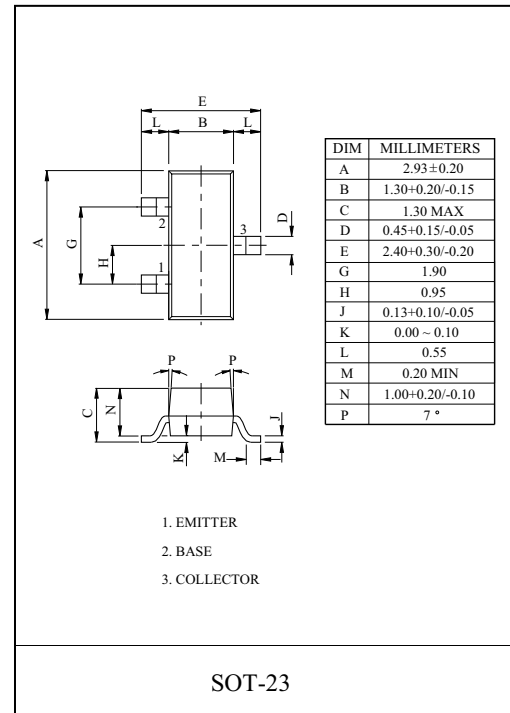 E
L B L
A
G
H
2
1
3
D
P P
C
N
K
M
J
DIM MILLIMETERS
A 2.93±0.20
B 1.30+0.20/-0.15
C 1.30 MAX
D 0.45+0.15/-0.05
E 2.40+0.30/-0.20
G 1.90
H 0.95
J 0.13+0.10/-0.05
K 0.00 ~ 0.10
L 0.55
M 0.20 MIN
N 1.00+0.20/-0.10
P 7 °
1. EMITTER
2. BASE
3. COLLECTOR
SOT-23